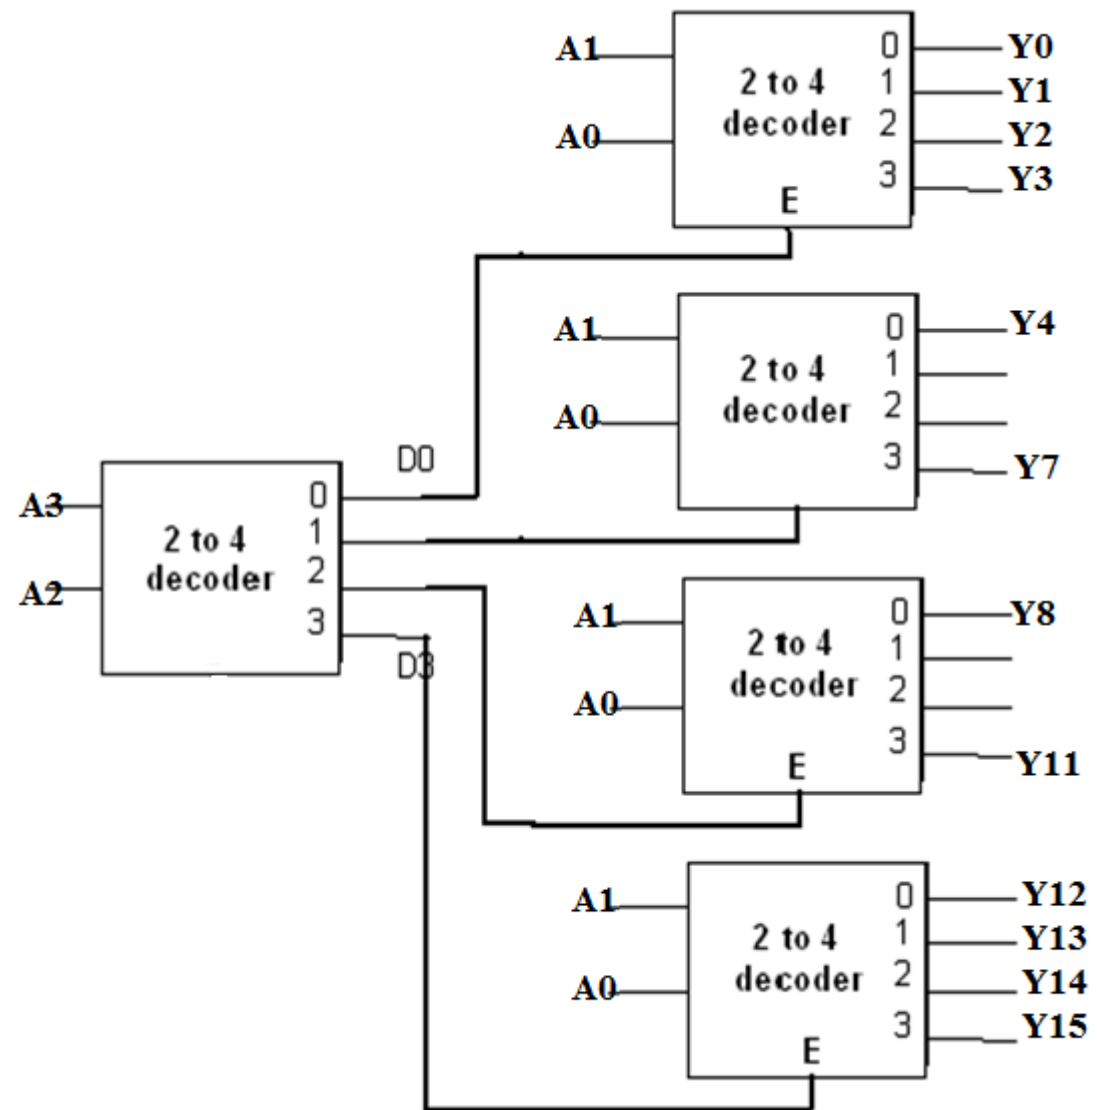 A1 0 Y0
2 to 4 1 Y1
decoder 2 Y2
A0 3 Y3
E
A1 0 Y4
2 to 4 1
decoder 2
A0 3 Y7
D0
A3 0
2 to 4 1
decoder 2
A2 3
D3
A1 0 Y8
2 to 4 1
decoder 2
A0 3 Y11
E
A1 0 Y12
2 to 4 1 Y13
decoder 2 Y14
A0 3 Y15
E